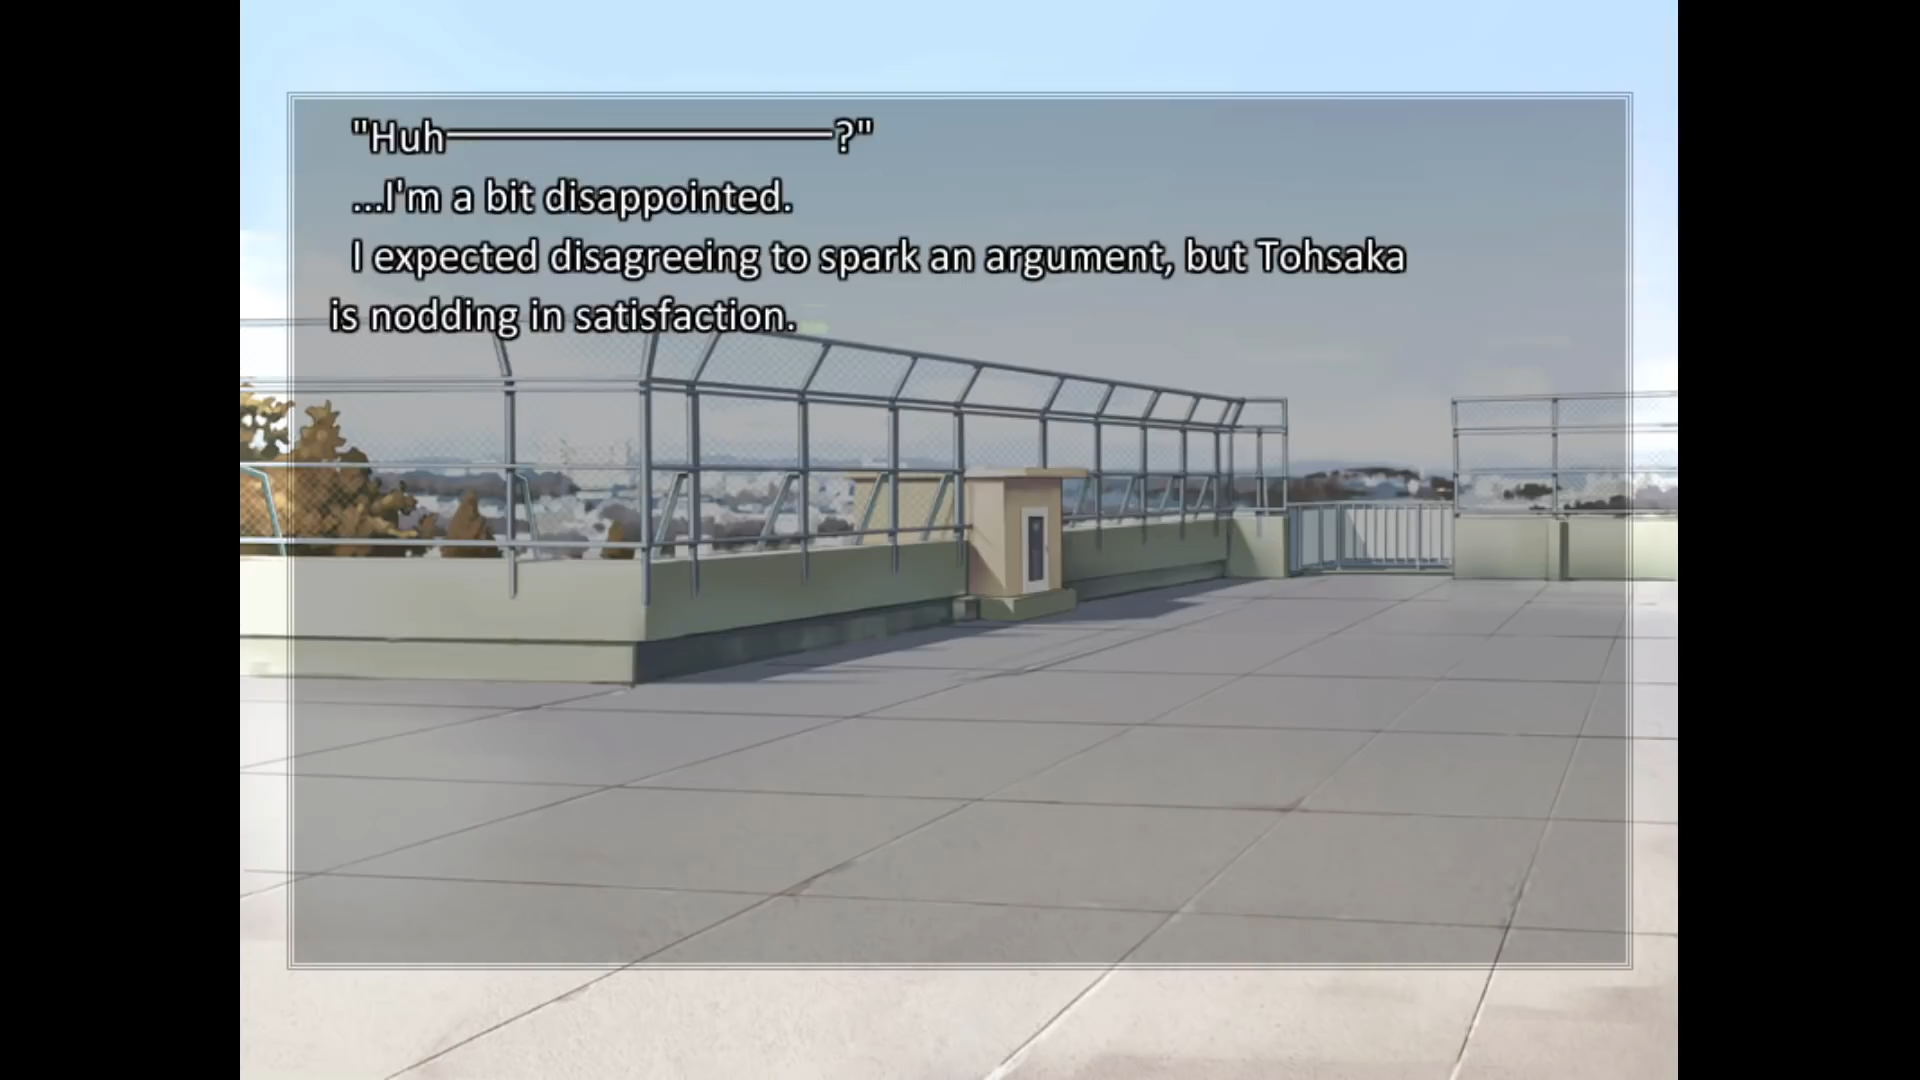 "Huh─────────────────?"
...I'm a bit disappointed.
I expected disagreeing to spark an argument, but Tohsaka
is nodding in satisfaction.